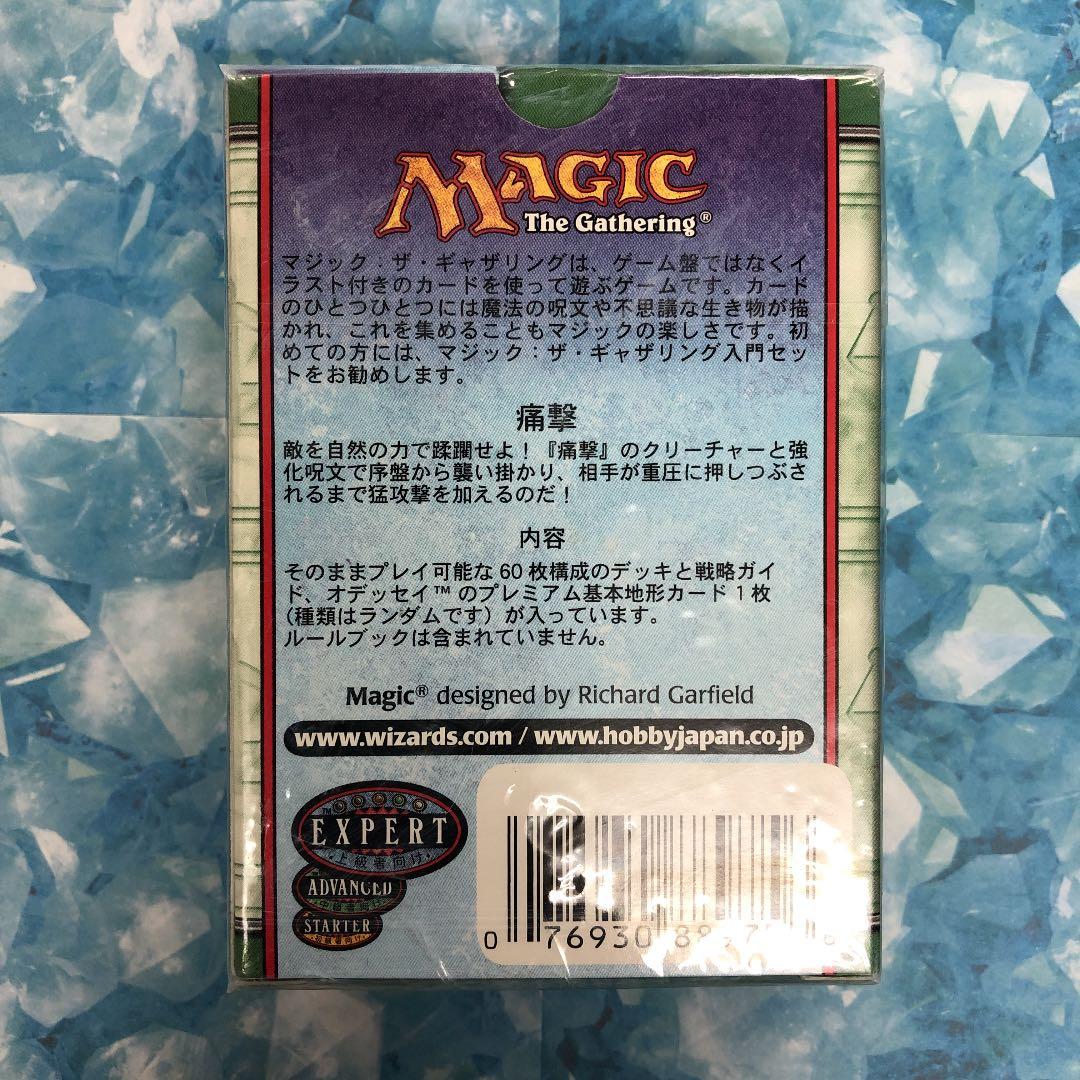 MAGIC
The Gathering®
マジック：ザ・ギャザリングは、ゲーム盤ではなくイ
ラスト付きのカードを使って遊ぶゲームです。カード
のひとつひとつには魔法の呪文や不思議な生き物が描
かれ、これを集めることもマジックの楽しさです。初
めての方には、マジック：ザ・ギャザリング入門セッ
トをお勧めします。
痛撃
敵を自然の力で蹂躙せよ！『痛撃』のクリーチャーと強
化呪文で序盤から襲い掛かり、相手が重圧に押しつぶさ
れるまで猛攻撃を加えるのだ！
内容
そのままプレイ可能な 60 枚構成のデッキと戦略ガイ
ド、オデッセイ™ のプレミアム基本地形カード 1 枚
(種類はランダムです) が入っています。
ルールブックは含まれていません。
Magic® designed by Richard Garfield
www.wizards.com / www.hobbyjapan.co.jp
EXPERT
・上級者向け・
ADVANCED
STARTER
・初級者向け・
0 76930